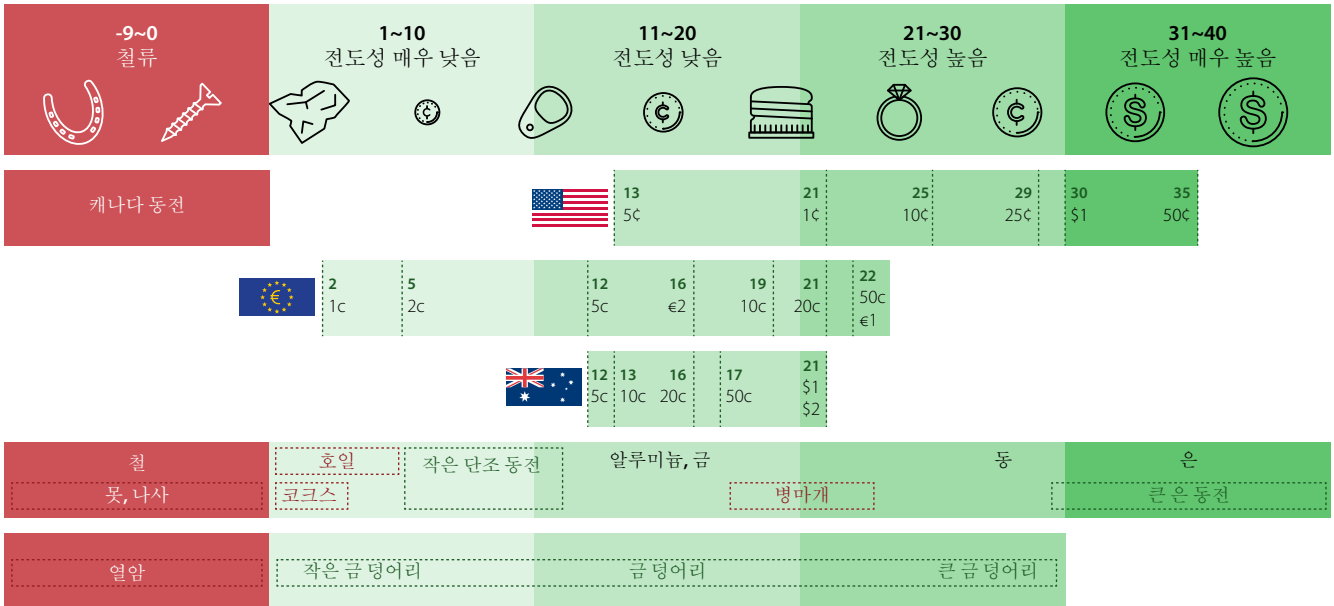 -9~0
철류
1~10
전도성 매우 낮음
11~20
전도성 낮음
21~30
전도성 높음
31~40
전도성 매우 높음
¢
¢
¢
S
S
캐나다 동전
13
5¢
21
1¢
25
10¢
29
25¢
30
$1
35
50¢
€
2
1c
5
2c
12
5c
16
€2
19
10c
21
20c
22
50c
€1
12
5c
13
10c
16
20c
17
50c
21
$1
$2
철
호일
작은 단조 동전
알루미늄, 금
동
은
못, 나사
코크스
병마개
큰 은 동전
열암
작은 금 덩어리
금 덩어리
큰 금 덩어리